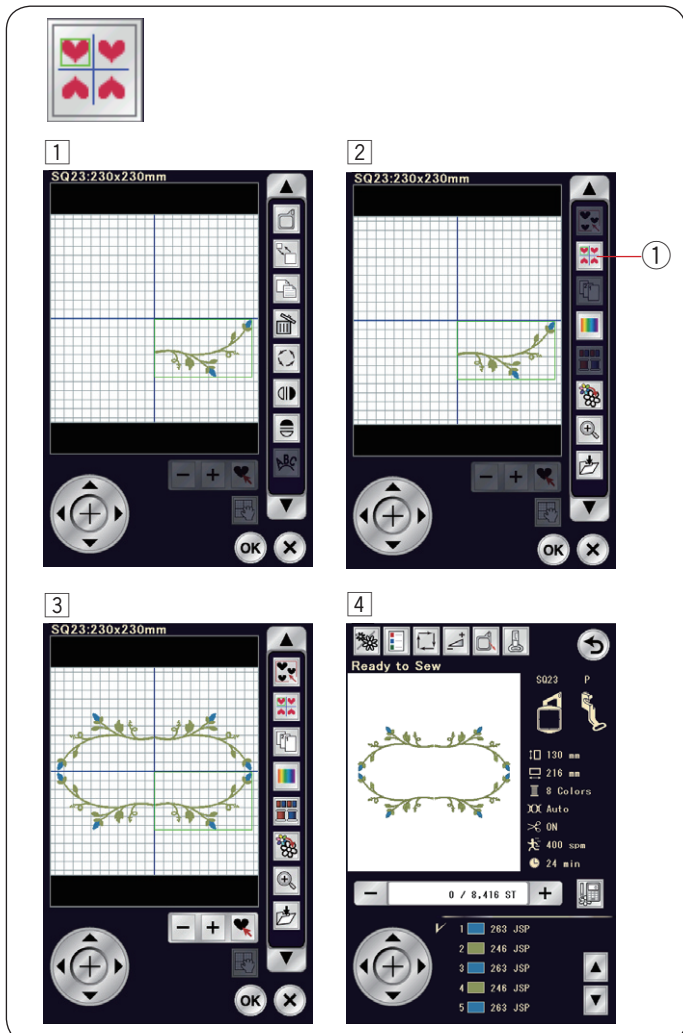 1
SQ23:230x230mm
ABC
OK
2
SQ23:230x230mm
①
OK
3
SQ23:230x230mm
OK
4
Ready to Sew
SQ23 P
130 mm
216 mm
8 Colors
Auto
ON
400 spm
24 min
0 / 8,416 ST
1 263 JSP
2 246 JSP
3 263 JSP
4 246 JSP
5 263 JSP